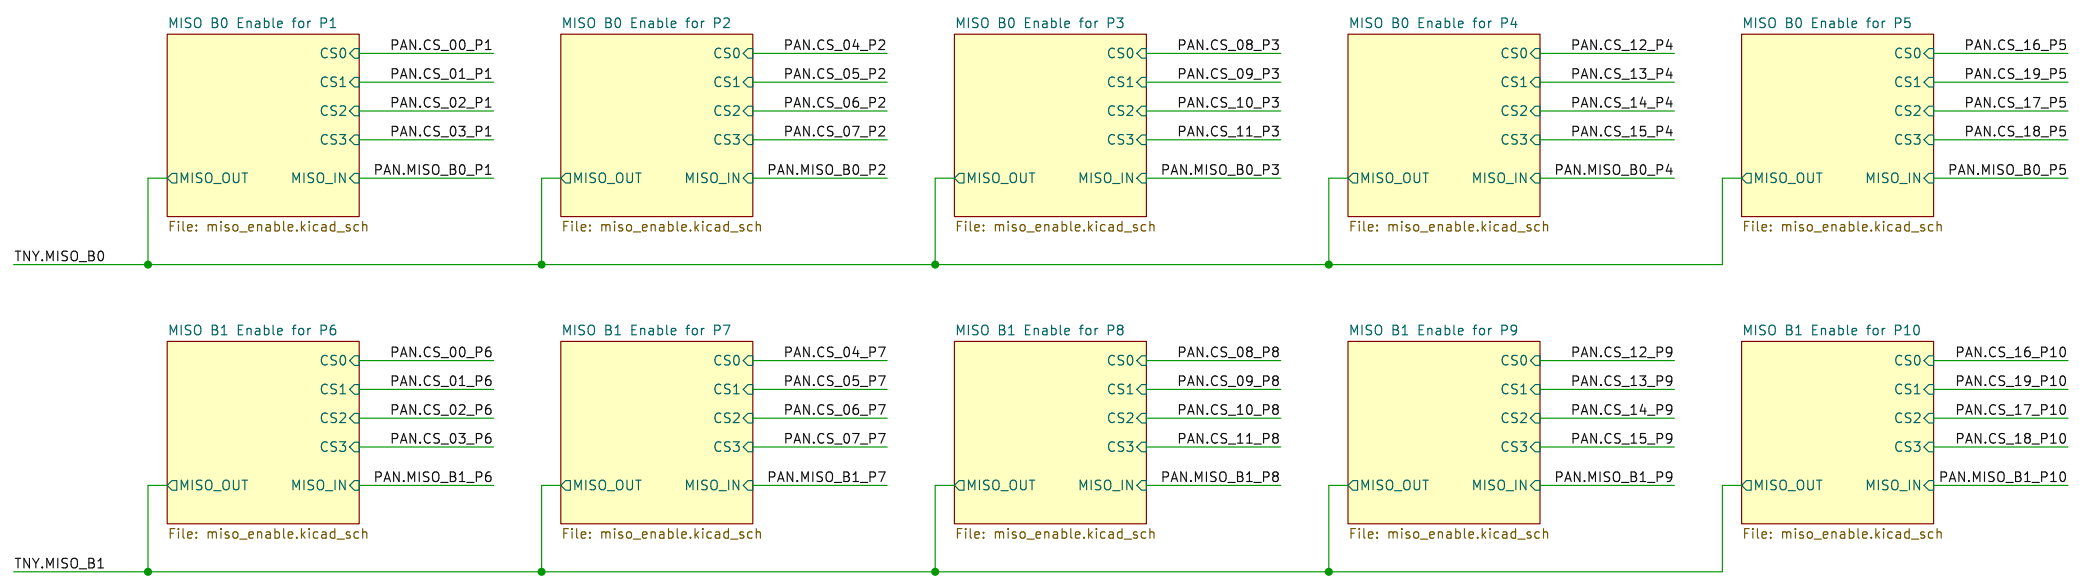 MISO B0 Enable for P1
CS0
PAN.CS_00_P1
CS1
PAN.CS_01_P1
CS2
PAN.CS_02_P1
CS3
PAN.CS_03_P1
MISO_OUT
MISO_IN
PAN.MISO_B0_P1
File: miso_enable.kicad_sch
MISO B0 Enable for P2
CS0
PAN.CS_04_P2
CS1
PAN.CS_05_P2
CS2
PAN.CS_06_P2
CS3
PAN.CS_07_P2
MISO_OUT
MISO_IN
PAN.MISO_B0_P2
File: miso_enable.kicad_sch
MISO B0 Enable for P3
CS0
PAN.CS_08_P3
CS1
PAN.CS_09_P3
CS2
PAN.CS_10_P3
CS3
PAN.CS_11_P3
MISO_OUT
MISO_IN
PAN.MISO_B0_P3
File: miso_enable.kicad_sch
MISO B0 Enable for P4
CS0
PAN.CS_12_P4
CS1
PAN.CS_13_P4
CS2
PAN.CS_14_P4
CS3
PAN.CS_15_P4
MISO_OUT
MISO_IN
PAN.MISO_B0_P4
File: miso_enable.kicad_sch
MISO B0 Enable for P5
CS0
PAN.CS_16_P5
CS1
PAN.CS_19_P5
CS2
PAN.CS_17_P5
CS3
PAN.CS_18_P5
MISO_OUT
MISO_IN
PAN.MISO_B0_P5
File: miso_enable.kicad_sch
TNY.MISO_B0
MISO B1 Enable for P6
CS0
PAN.CS_00_P6
CS1
PAN.CS_01_P6
CS2
PAN.CS_02_P6
CS3
PAN.CS_03_P6
MISO_OUT
MISO_IN
PAN.MISO_B1_P6
File: miso_enable.kicad_sch
MISO B1 Enable for P7
CS0
PAN.CS_04_P7
CS1
PAN.CS_05_P7
CS2
PAN.CS_06_P7
CS3
PAN.CS_07_P7
MISO_OUT
MISO_IN
PAN.MISO_B1_P7
File: miso_enable.kicad_sch
MISO B1 Enable for P8
CS0
PAN.CS_08_P8
CS1
PAN.CS_09_P8
CS2
PAN.CS_10_P8
CS3
PAN.CS_11_P8
MISO_OUT
MISO_IN
PAN.MISO_B1_P8
File: miso_enable.kicad_sch
MISO B1 Enable for P9
CS0
PAN.CS_12_P9
CS1
PAN.CS_13_P9
CS2
PAN.CS_14_P9
CS3
PAN.CS_15_P9
MISO_OUT
MISO_IN
PAN.MISO_B1_P9
File: miso_enable.kicad_sch
MISO B1 Enable for P10
CS0
PAN.CS_16_P10
CS1
PAN.CS_19_P10
CS2
PAN.CS_17_P10
CS3
PAN.CS_18_P10
MISO_OUT
MISO_IN
PAN.MISO_B1_P10
File: miso_enable.kicad_sch
TNY.MISO_B1